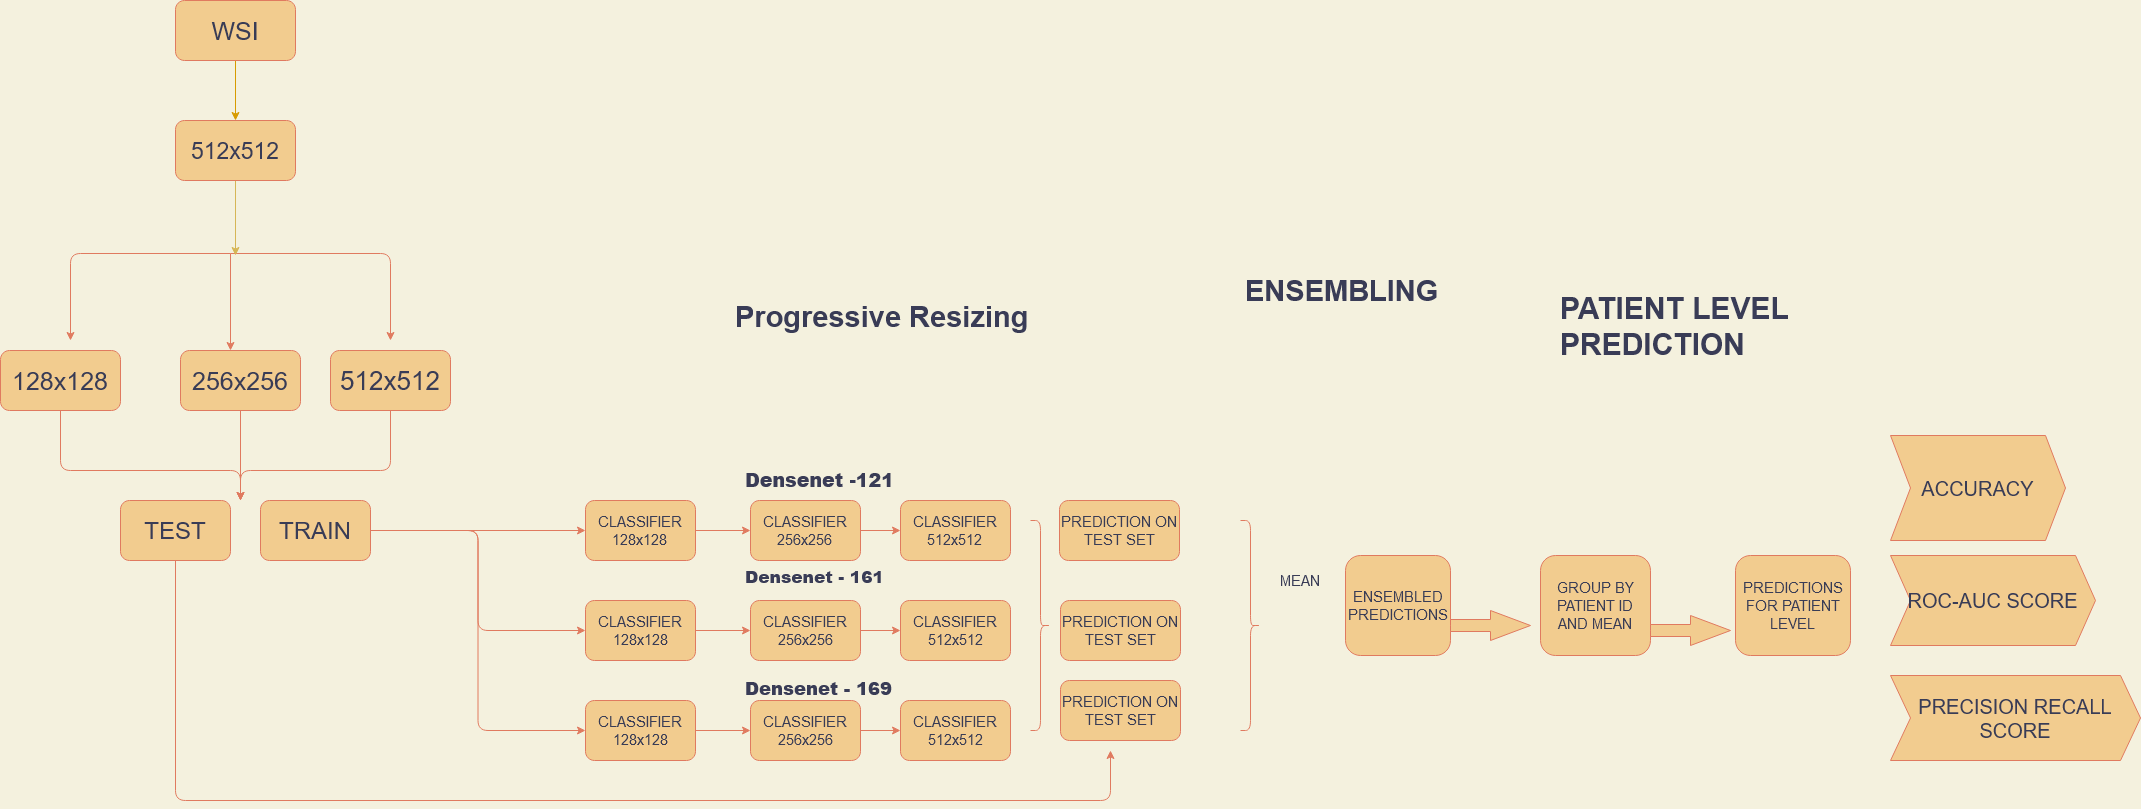 WSI
512x512
128x128
256x256
512x512
TEST
TRAIN
Progressive Resizing
ENSEMBLING
PATIENT LEVEL
PREDICTION
Densenet -121
CLASSIFIER
128x128
CLASSIFIER
256x256
CLASSIFIER
512x512
PREDICTION ON
TEST SET
Densenet - 161
CLASSIFIER
128x128
CLASSIFIER
256x256
CLASSIFIER
512x512
PREDICTION ON
TEST SET
Densenet - 169
CLASSIFIER
128x128
CLASSIFIER
256x256
CLASSIFIER
512x512
PREDICTION ON
TEST SET
MEAN
ENSEMBLED
PREDICTIONS
GROUP BY
PATIENT ID
AND MEAN
PREDICTIONS
FOR PATIENT
LEVEL
ACCURACY
ROC-AUC SCORE
PRECISION RECALL
SCORE